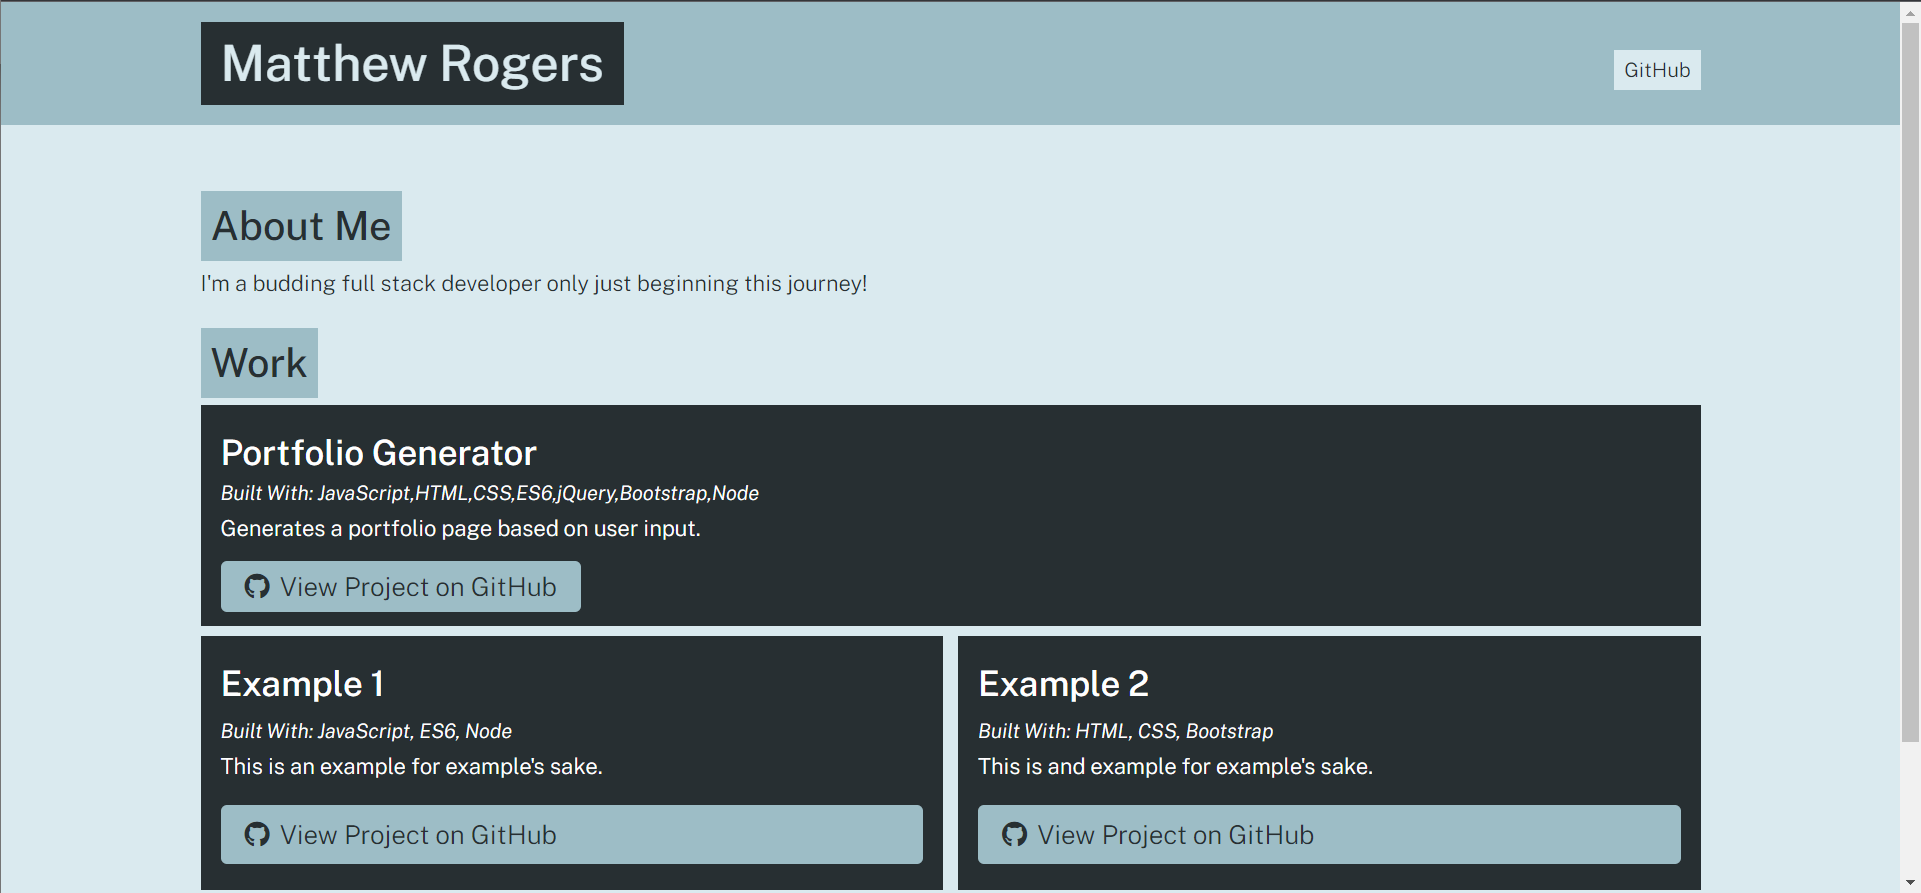 Matthew Rogers
GitHub
About Me
I'm a budding full stack developer only just beginning this journey!
Work
Portfolio Generator
Built With: JavaScript,HTML,CSS,ES6,jQuery,Bootstrap,Node
Generates a portfolio page based on user input.
View Project on GitHub
Example 1
Built With: JavaScript, ES6, Node
This is an example for example's sake.
View Project on GitHub
Example 2
Built With: HTML, CSS, Bootstrap
This is and example for example's sake.
View Project on GitHub